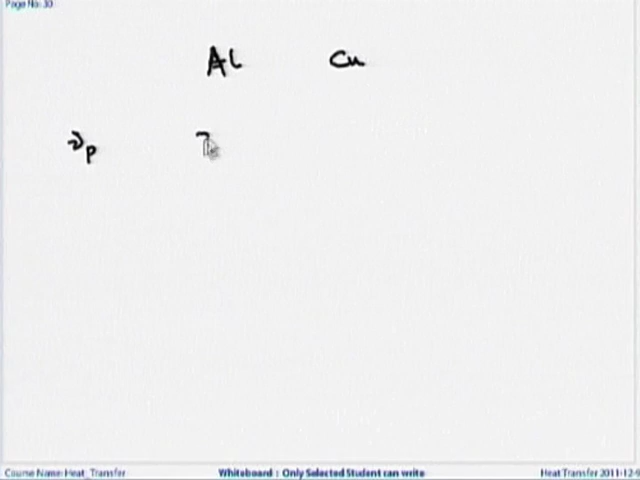 Page No: 30
Al Cu
Course Name: Heat_Transfer Whiteboard : Only Selected Student can write Heat Transfer 2011-12-